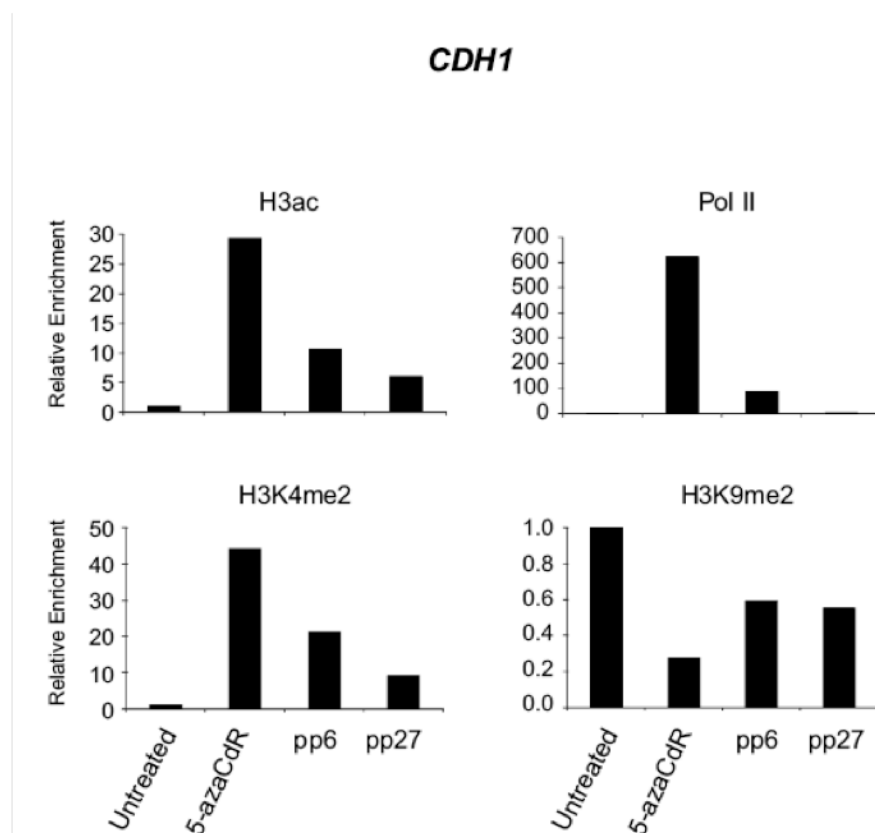 CDH1
H3ac
Relative Enrichment
30
25
20
15
10
5
0
Pol II
700
600
500
400
300
200
100
0
H3K4me2
Relative Enrichment
50
40
30
20
10
0
Untreated
5-azaCdR
pp6
pp27
H3K9me2
1.0
0.8
0.6
0.4
0.2
0.0
Untreated
5-azaCdR
pp6
pp27